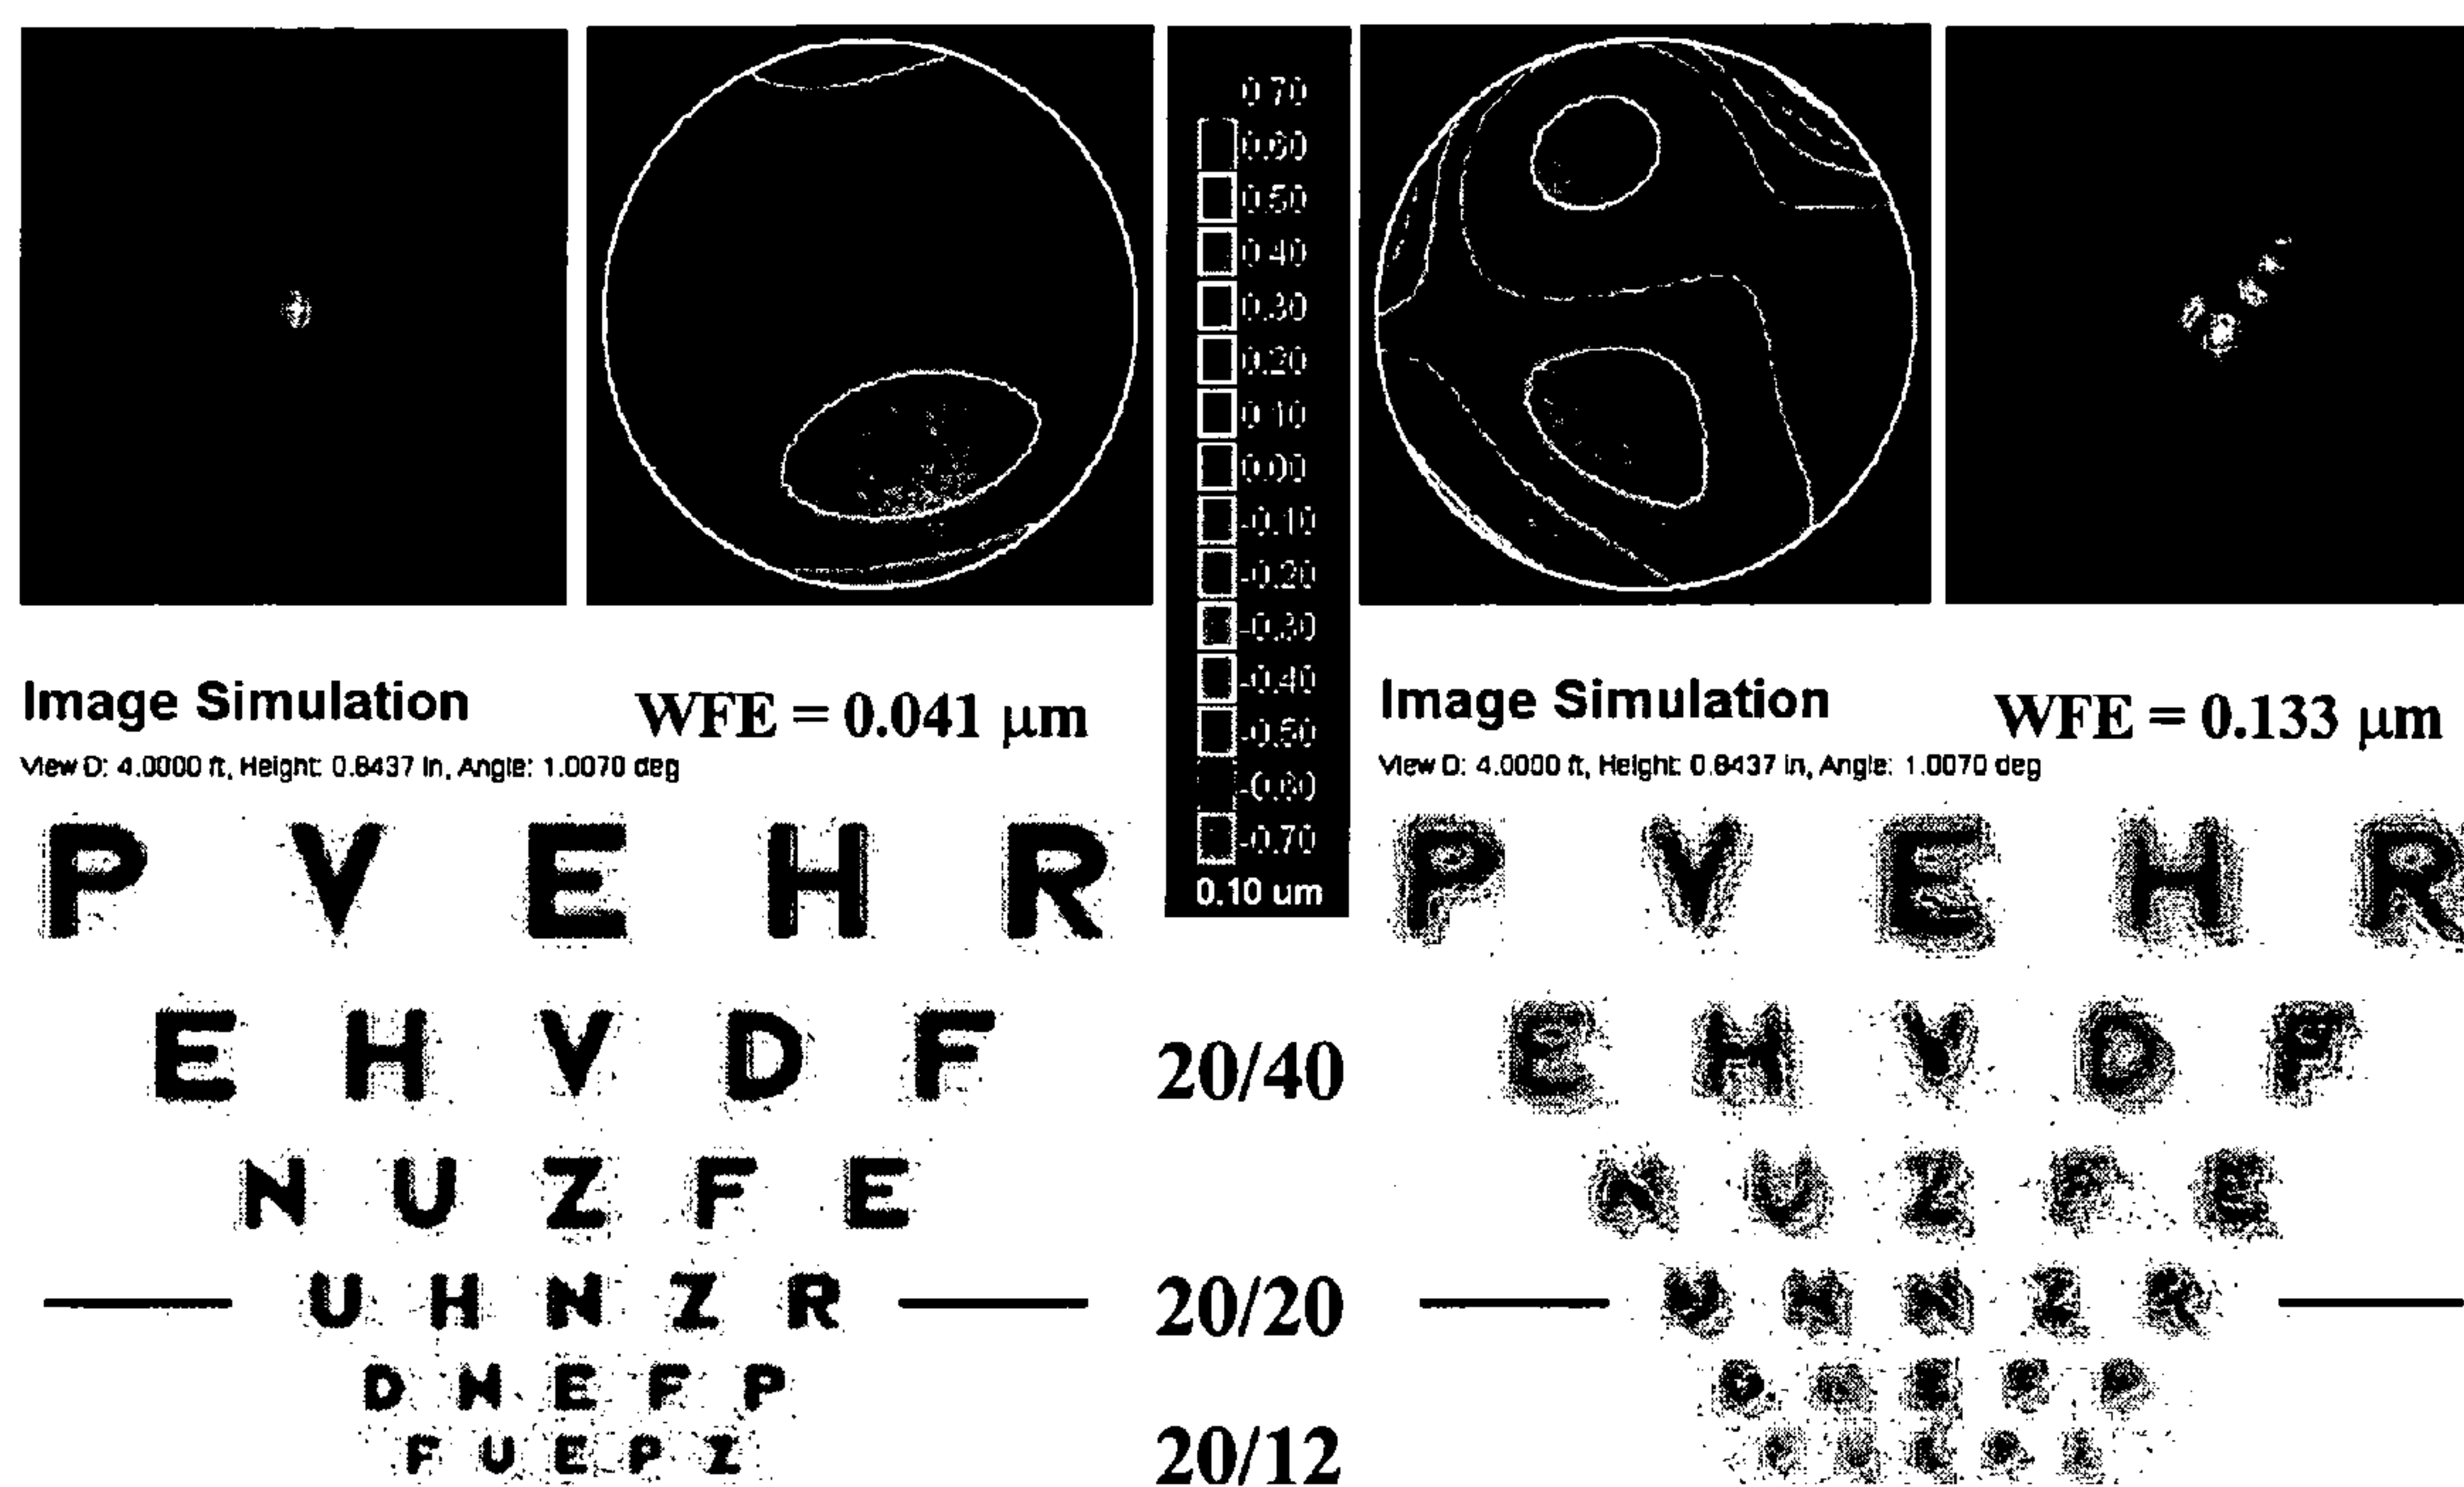 0.70
0.60
0.50
0.40
0.30
0.20
0.10
0.00
-0.10
-0.20
-0.30
-0.40
-0.50
-0.60
-0.70
0.10 um
Image Simulation
WFE = 0.041 μm
View D: 4.0000 ft, Height: 0.8437 in, Angle: 1.0070 deg
P V E H R
E H V D F
N U Z F E
U H N Z R
D H E F P
F U E P Z
20/40
20/20
20/12
Image Simulation
WFE = 0.133 μm
View D: 4.0000 ft, Height: 0.8437 in, Angle: 1.0070 deg
P V E H R
E H V D F
N U Z F E
U H N Z R
D E F P